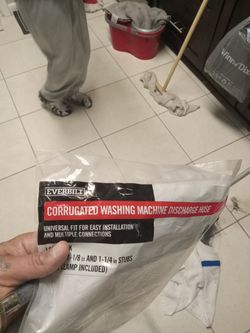 EVERBILT
CORRUGATED WASHING MACHINE DISCHARGE HOSE
UNIVERSAL FIT FOR EASY INSTALLATION
AND MULTIPLE CONNECTIONS
1/8 in AND 1-1/4 in STUBS
CLAMP INCLUDED)